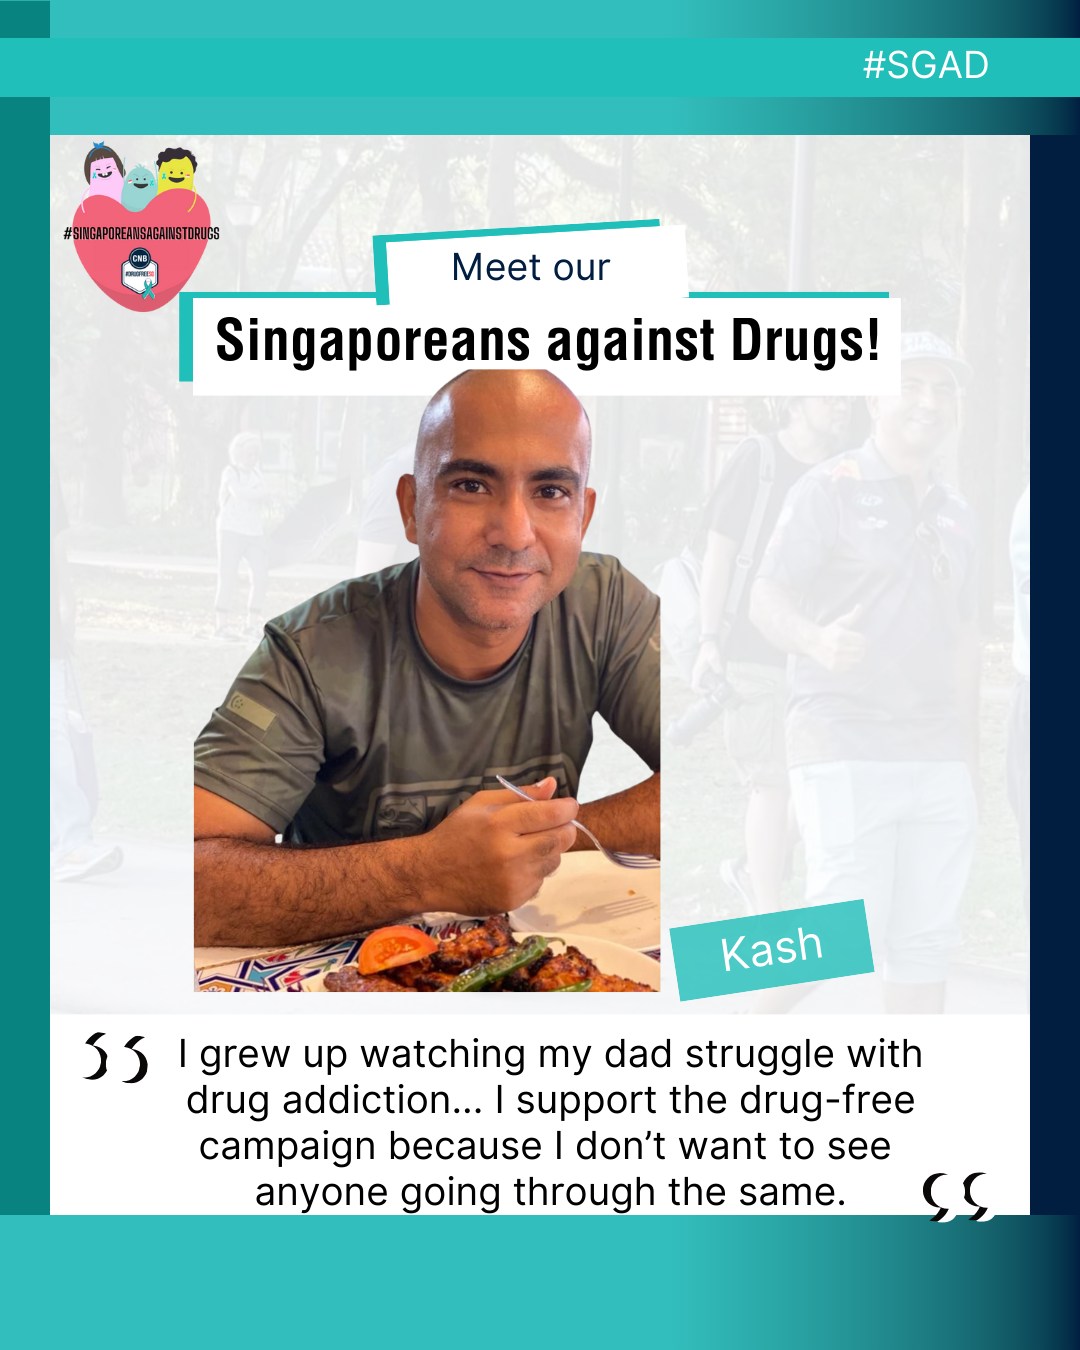 #SGAD
#SINGAPOREANSAGAINSTDRUGS
CNB
#DRUGFREESG
Meet our
Singaporeans against Drugs!
Kash
I grew up watching my dad struggle with
drug addiction... I support the drug-free
campaign because I don’t want to see
anyone going through the same.